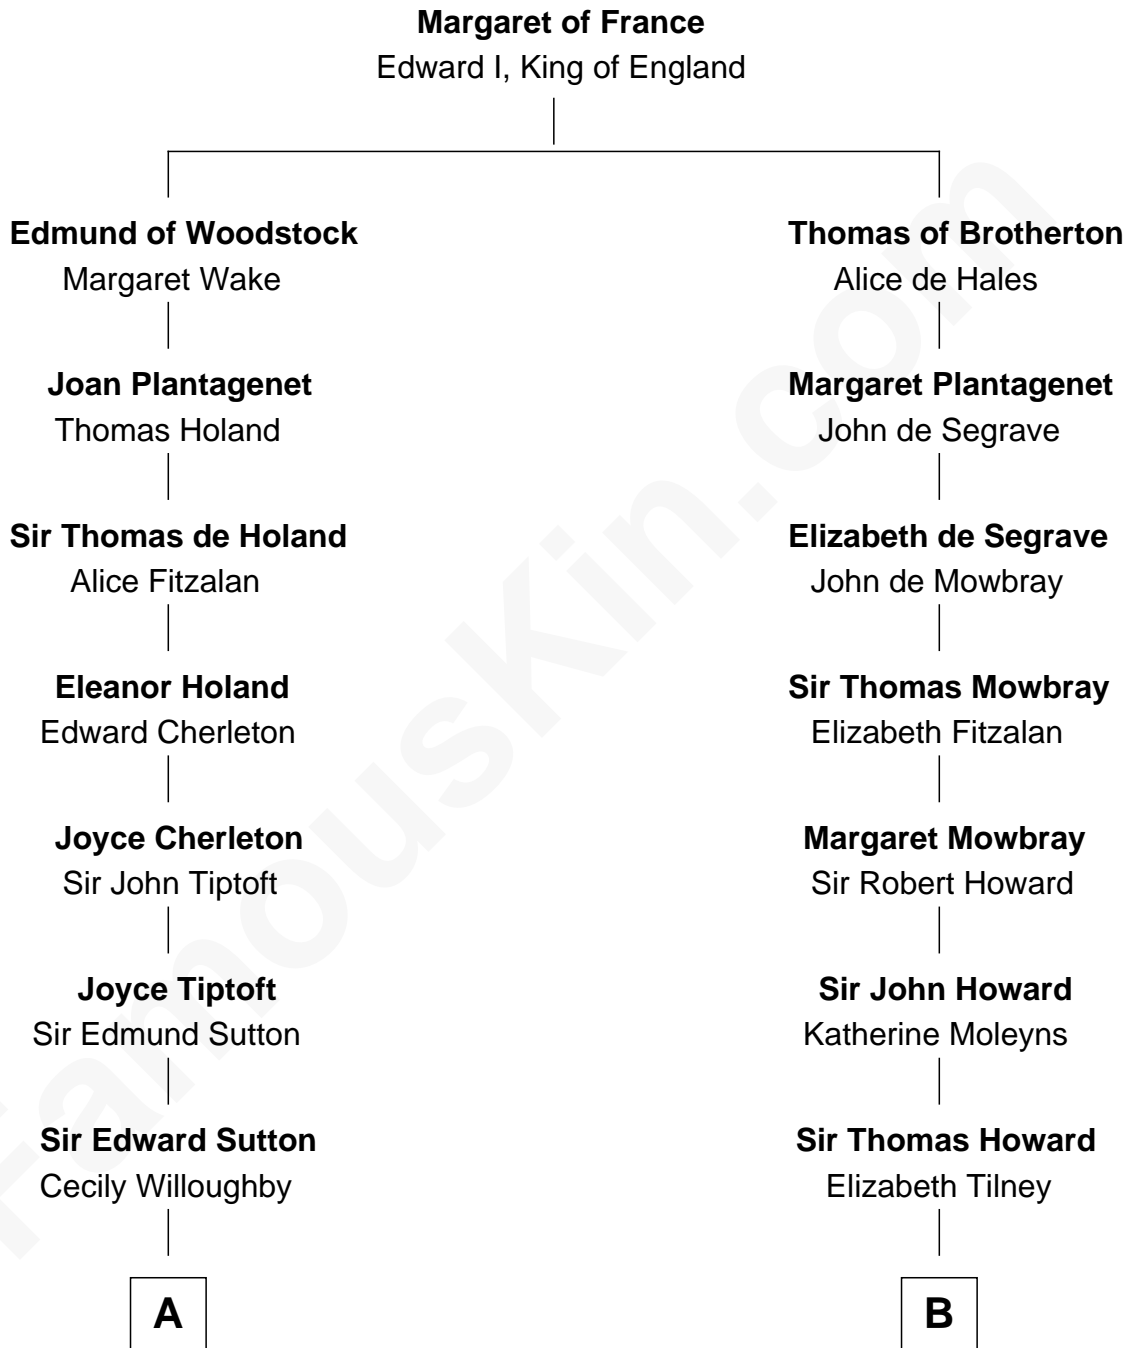 Margaret of France
Edward I, King of England
Edmund of Woodstock
Margaret Wake
Thomas of Brotherton
Alice de Hales
Joan Plantagenet
Thomas Holand
Margaret Plantagenet
John de Segrave
Sir Thomas de Holand
Alice Fitzalan
Elizabeth de Segrave
John de Mowbray
Eleanor Holand
Edward Cherleton
Sir Thomas Mowbray
Elizabeth Fitzalan
Joyce Cherleton
Sir John Tiptoft
Margaret Mowbray
Sir Robert Howard
Joyce Tiptoft
Sir Edmund Sutton
Sir John Howard
Katherine Moleyns
Sir Edward Sutton
Cecily Willoughby
Sir Thomas Howard
Elizabeth Tilney
A
B
FamousKin.com